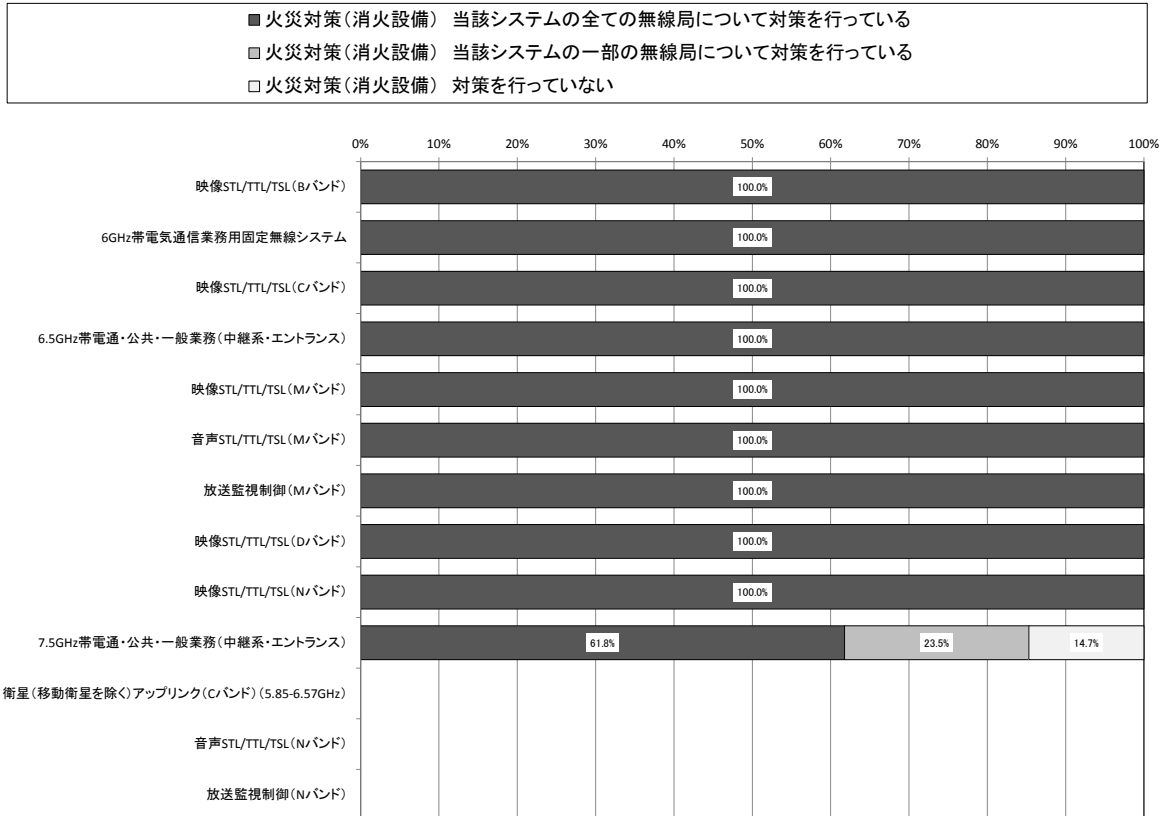 ■火災対策(消火設備) 当該システムの全ての無線局について対策を行っている
■火災対策(消火設備) 当該システムの一部の無線局について対策を行っている
□火災対策(消火設備) 対策を行っていない
0% 10% 20% 30% 40% 50% 60% 70% 80% 90% 100%
映像STL/TTL/TSL(Bバンド) 100.0%
6GHz帯電気通信業務用固定無線システム 100.0%
映像STL/TTL/TSL(Cバンド) 100.0%
6.5GHz帯電通・公共・一般業務(中継系・エントランス) 100.0%
映像STL/TTL/TSL(Mバンド) 100.0%
音声STL/TTL/TSL(Mバンド) 100.0%
放送監視制御(Mバンド) 100.0%
映像STL/TTL/TSL(Dバンド) 100.0%
映像STL/TTL/TSL(Nバンド) 100.0%
7.5GHz帯電通・公共・一般業務(中継系・エントランス) 61.8% 23.5% 14.7%
衛星(移動衛星を除く)アップリンク(Cバンド)(5.85-6.57GHz)
音声STL/TTL/TSL(Nバンド)
放送監視制御(Nバンド)